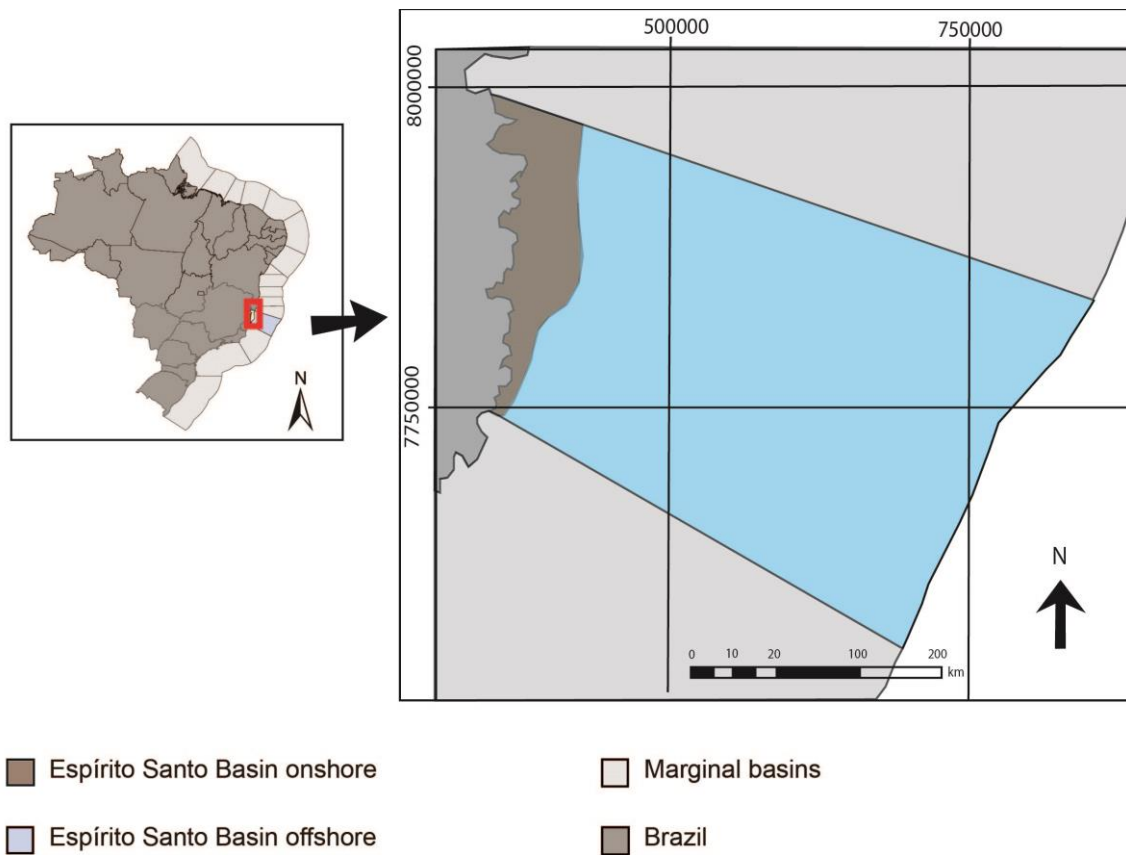 500000 750000
8000000
7750000
N
N
0 10 20 100 200
km
Espírito Santo Basin onshore
Marginal basins
Espírito Santo Basin offshore
Brazil